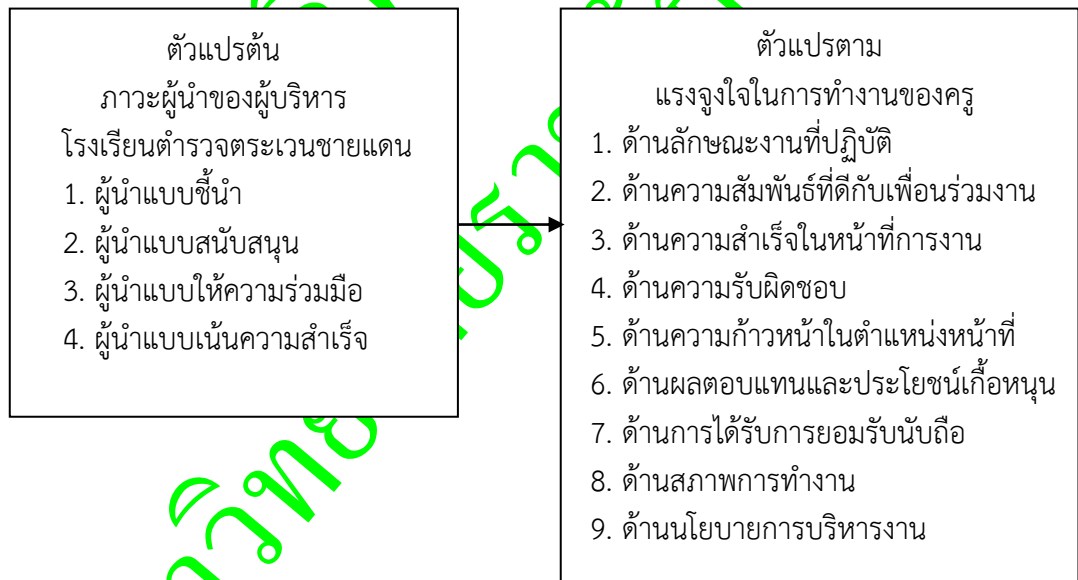 ตัวแปรต้น
ภาวะผู้นำของผู้บริหาร
โรงเรียนตำรวจตระเวนชายแดน
1. ผู้นำแบบชี้นำ
2. ผู้นำแบบสนับสนุน
3. ผู้นำแบบให้ความร่วมมือ
4. ผู้นำแบบเน้นความสำเร็จ
ตัวแปรตาม
แรงจูงใจในการทำงานของครู
1. ด้านลักษณะงานที่ปฏิบัติ
2. ด้านความสัมพันธ์ที่ดีกับเพื่อนร่วมงาน
3. ด้านความสำเร็จในหน้าที่การงาน
4. ด้านความรับผิดชอบ
5. ด้านความก้าวหน้าในตำแหน่งหน้าที่
6. ด้านผลตอบแทนและประโยชน์เกื้อหนุน
7. ด้านการได้รับการยอมรับนับถือ
8. ด้านสภาพการทำงาน
9. ด้านนโยบายการบริหารงาน